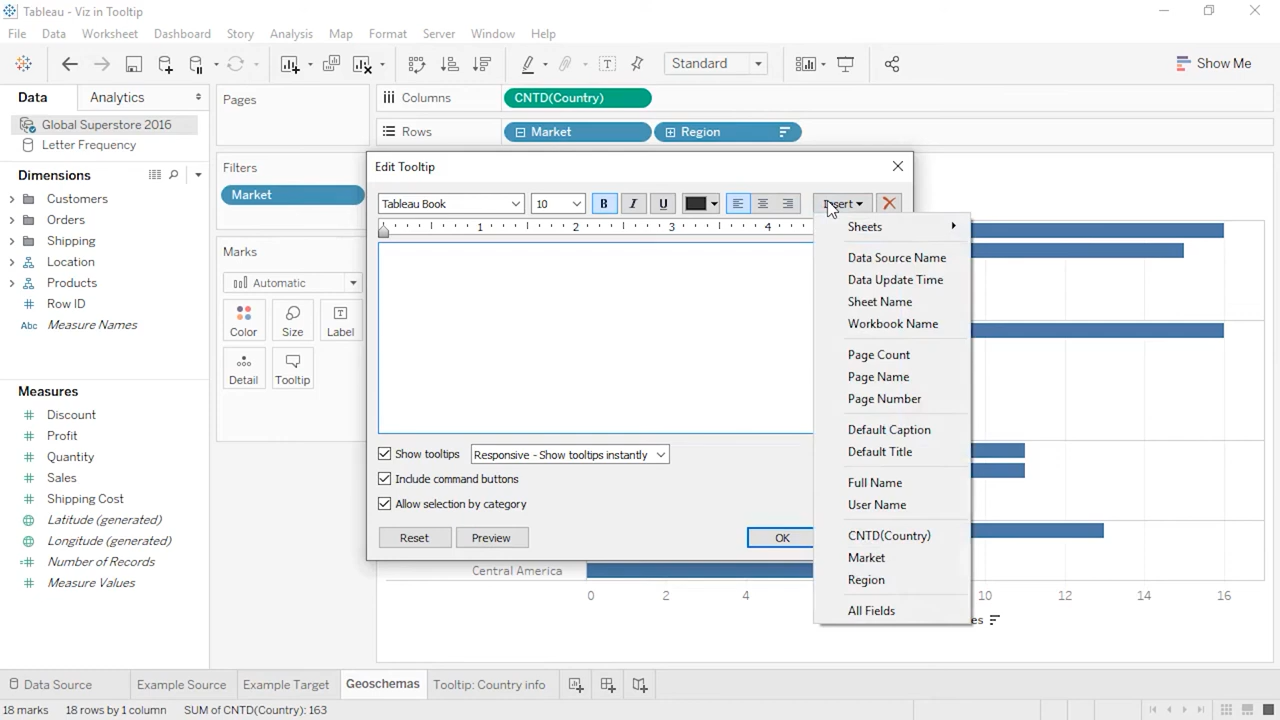 Tableau - Viz in Tooltip
File Data Worksheet Dashboard Story Analysis Map Format Server Window Help
Standard
Show Me
Data Analytics
Pages
Columns CNTD(Country)
Global Superstore 2016
Letter Frequency
Rows Market Region
Filters
Market
Dimensions
Customers
Orders
Shipping
Location
Products
Row ID
Abc Measure Names
Marks
Automatic
Color Size Label
Detail Tooltip
Measures
Discount
Profit
Quantity
Sales
Shipping Cost
Latitude (generated)
Longitude (generated)
Number of Records
Measure Values
Edit Tooltip
Tableau Book 10 B I U Insert
1 2 3 4
Show tooltips Responsive - Show tooltips instantly
Include command buttons
Allow selection by category
Reset Preview OK
Sheets
Data Source Name
Data Update Time
Sheet Name
Workbook Name
Page Count
Page Name
Page Number
Default Caption
Default Title
Full Name
User Name
CNTD(Country)
Market
Region
All Fields
Central America
0 2 4 10 12 14 16
Data Source Example Source Example Target Geoschemas Tooltip: Country info
18 marks 18 rows by 1 column SUM of CNTD(Country): 163